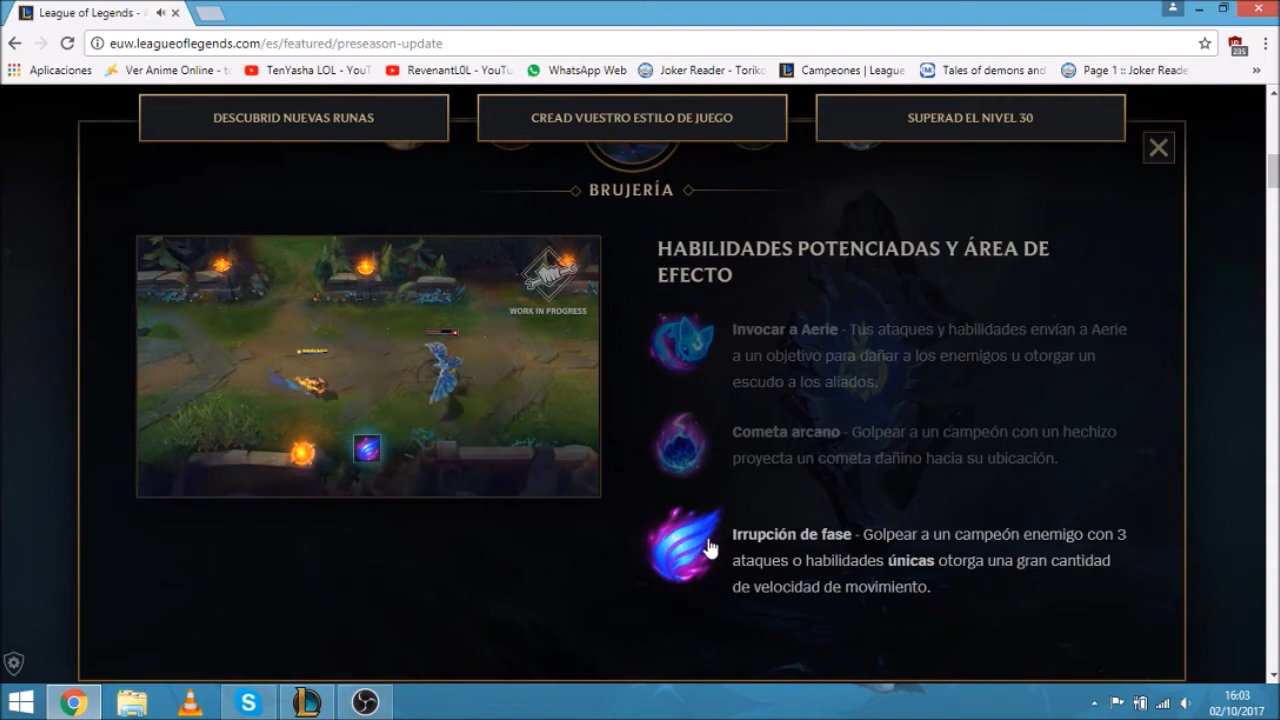 League of Legends -
euw.leagueoflegends.com/es/featured/preseason-update
235
Aplicaciones
Ver Anime Online - to
TenYasha LOL - YouT
RevenantL0L - YouTu
WhatsApp Web
Joker Reader - Toriko
Campeones | League
Tales of demons and
Page 1 :: Joker Reade
»
DESCUBRID NUEVAS RUNAS
CREAD VUESTRO ESTILO DE JUEGO
SUPERAD EL NIVEL 30
BRUJERÍA
WORK IN PROGRESS
HABILIDADES POTENCIADAS Y ÁREA DE
EFECTO
Invocar a Aerie - Tus ataques y habilidades envían a Aerie
a un objetivo para dañar a los enemigos u otorgar un
escudo a los aliados.
Cometa arcano - Golpear a un campeón con un hechizo
proyecta un cometa dañino hacia su ubicación.
Irrupción de fase - Golpear a un campeón enemigo con 3
ataques o habilidades únicas otorga una gran cantidad
de velocidad de movimiento.
16:03
02/10/2017